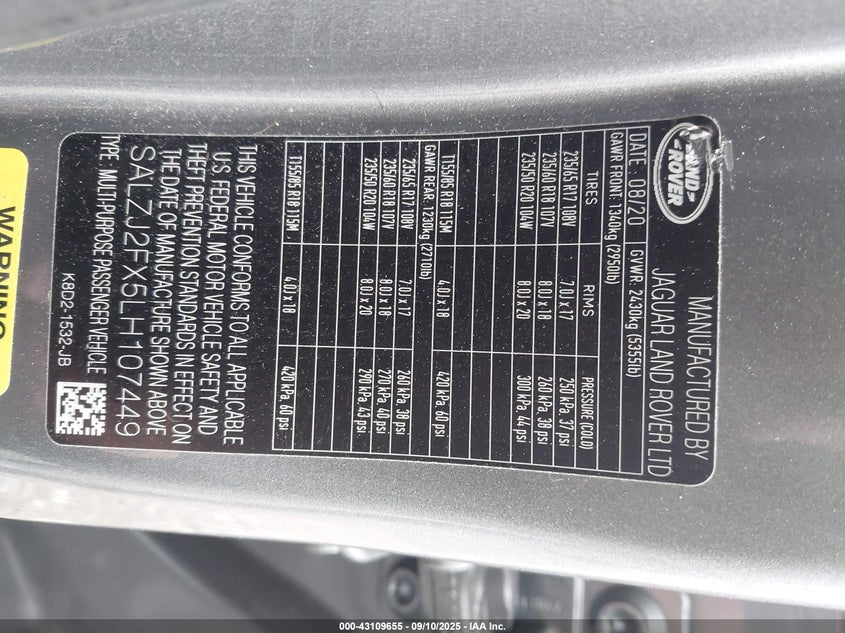 MANUFACTURED BY
JAGUAR LAND ROVER LTD
LAND-
-ROVER
DATE: 08/20 GVWR: 2430kg (5355lb)
GAWR FRONT: 1340kg (2950lb)
TIRES RIMS PRESSURE (COLD)
235/65 R17 108V 7.0J x 17 250 kPa, 37 psi
235/60 R18 107V 8.0J x 18 260 kPa, 38 psi
235/50 R20 104W 8.0J x 20 300 kPa, 44 psi
T155/85 R18 115M 4.0J x 18 420 kPa, 60 psi
GAWR REAR: 1230kg (2710lb)
235/65 R17 108V 7.0J x 17 260 kPa, 38 psi
235/60 R18 107V 8.0J x 18 270 kPa, 40 psi
235/50 R20 104W 8.0J x 20 290 kPa, 43 psi
T155/85 R18 115M 4.0J x 18 420 kPa, 60 psi
THIS VEHICLE CONFORMS TO ALL APPLICABLE
U.S. FEDERAL MOTOR VEHICLE SAFETY AND
THEFT PREVENTION STANDARDS IN EFFECT ON
THE DATE OF MANUFACTURE SHOWN ABOVE
SALZJ2FX5LH107449
TYPE: MULTI-PURPOSE PASSENGER VEHICLE
K8D2-1532-JB
WARNING
000-43109655 - 09/10/2025 - IAA Inc.